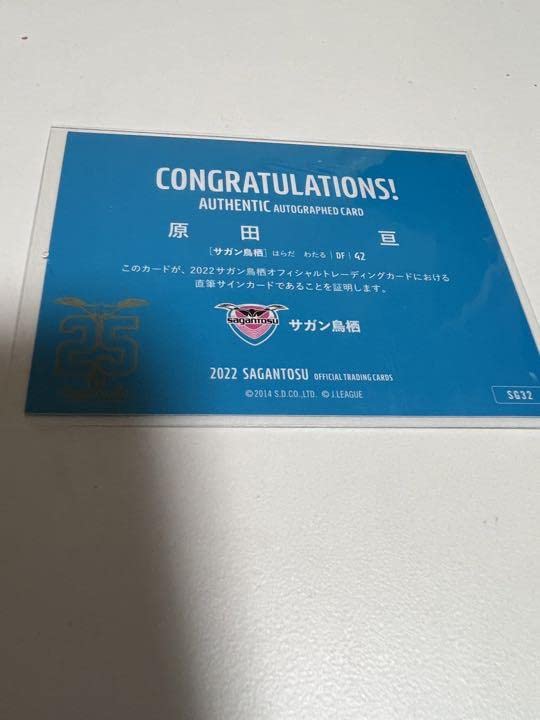 CONGRATULATIONS!
AUTHENTIC AUTOGRAPHED CARD
原 田 亘
[サガン鳥栖] はらだ わたる | DF | 42
このカードが、2022サガン鳥栖オフィシャルトレーディングカードにおける
直筆サインカードであることを証明します。
sagantosu サガン鳥栖
25
2022 SAGANTOSU OFFICIAL TRADING CARDS
©2014 S.D.CO.,LTD. ©J.LEAGUE
SG32